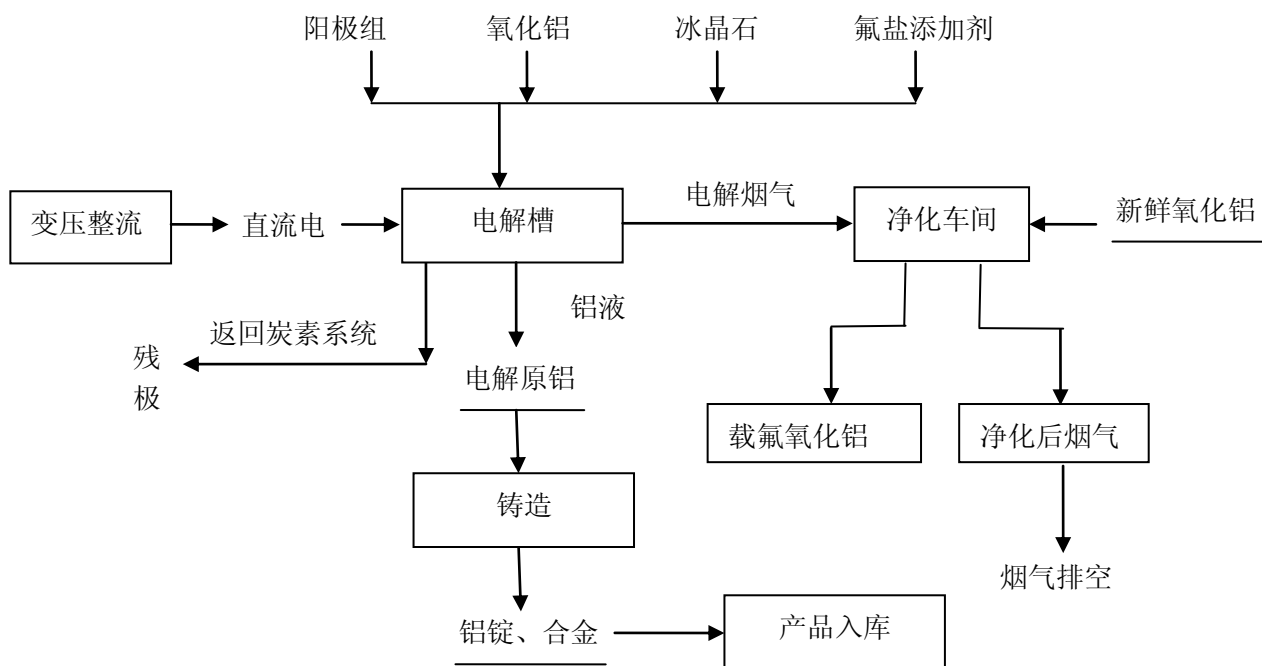 阳极组
氧化铝
冰晶石
氟盐添加剂
变压整流
直流电
电解槽
电解烟气
净化车间
新鲜氧化铝
铝液
返回炭素系统
残
极
电解原铝
载氟氧化铝
净化后烟气
铸造
烟气排空
铝锭、合金
产品入库